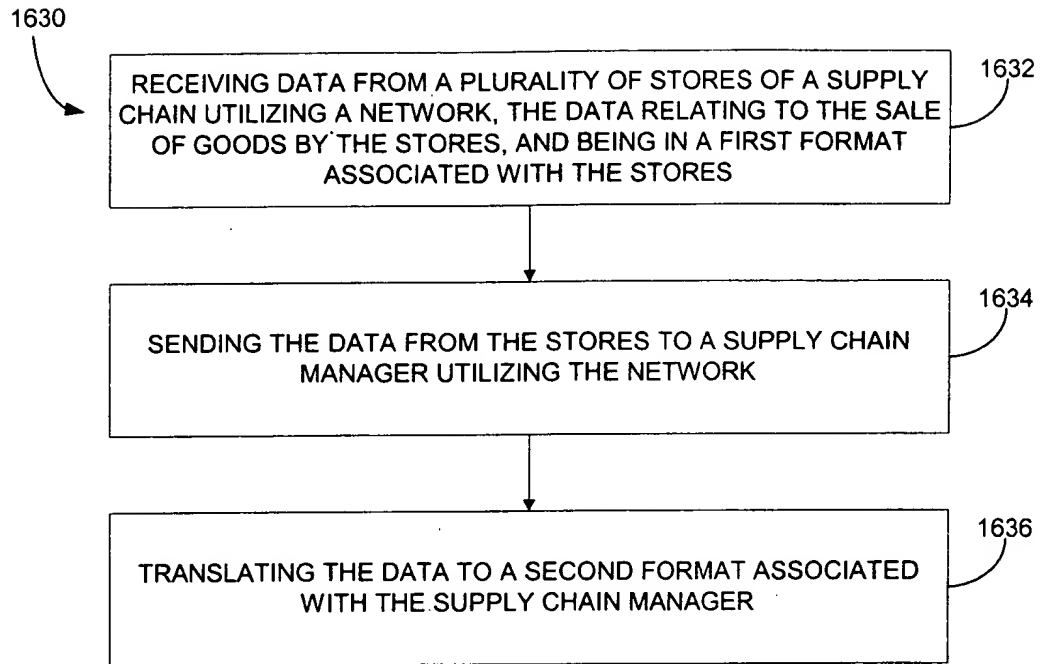 1630
RECEIVING DATA FROM A PLURALITY OF STORES OF A SUPPLY
CHAIN UTILIZING A NETWORK, THE DATA RELATING TO THE SALE
OF GOODS BY THE STORES, AND BEING IN A FIRST FORMAT
ASSOCIATED WITH THE STORES
1632
SENDING THE DATA FROM THE STORES TO A SUPPLY CHAIN
MANAGER UTILIZING THE NETWORK
1634
TRANSLATING THE DATA TO A SECOND FORMAT ASSOCIATED
WITH THE SUPPLY CHAIN MANAGER
1636